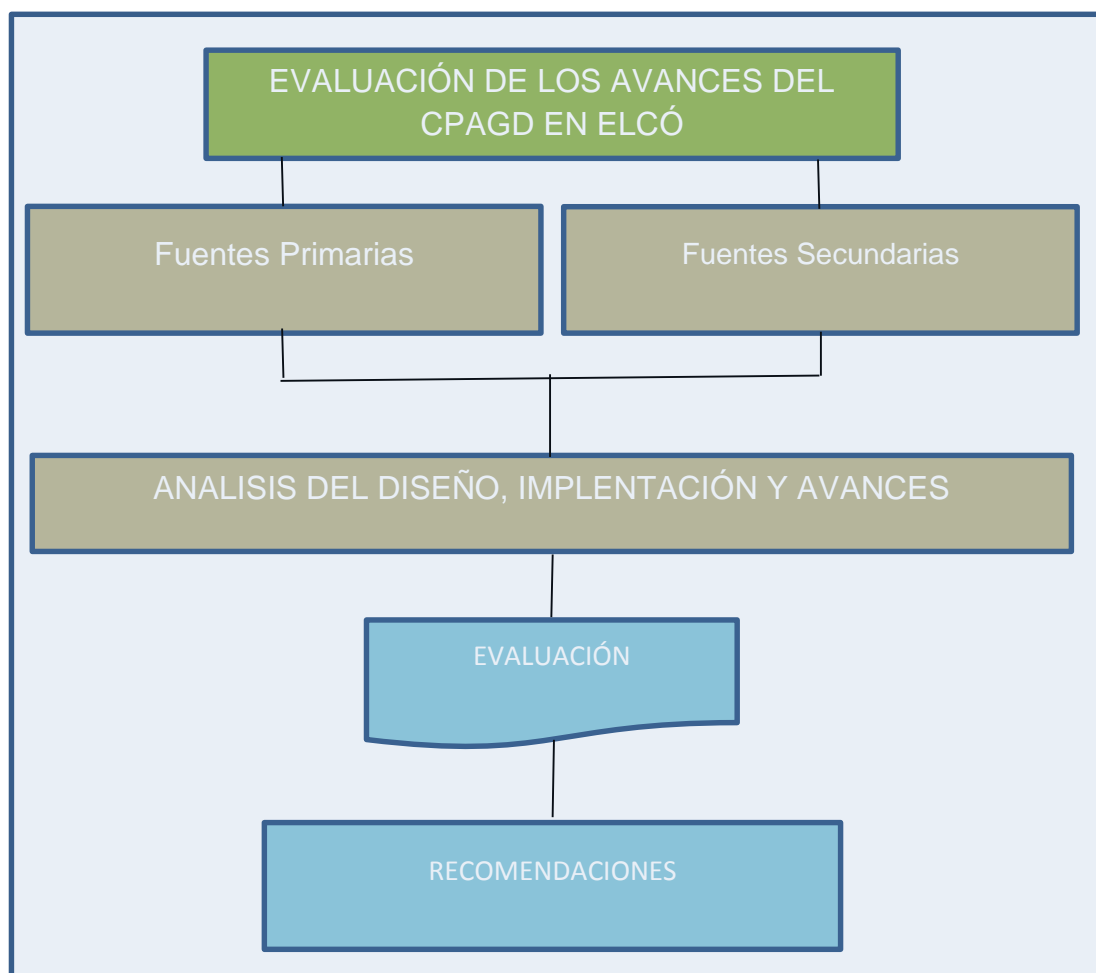 EVALUACIÓN DE LOS AVANCES DEL
CPAGD EN ELCÓ
Fuentes Primarias
Fuentes Secundarias
ANALISIS DEL DISEÑO, IMPLENTACIÓN Y AVANCES
EVALUACIÓN
RECOMENDACIONES